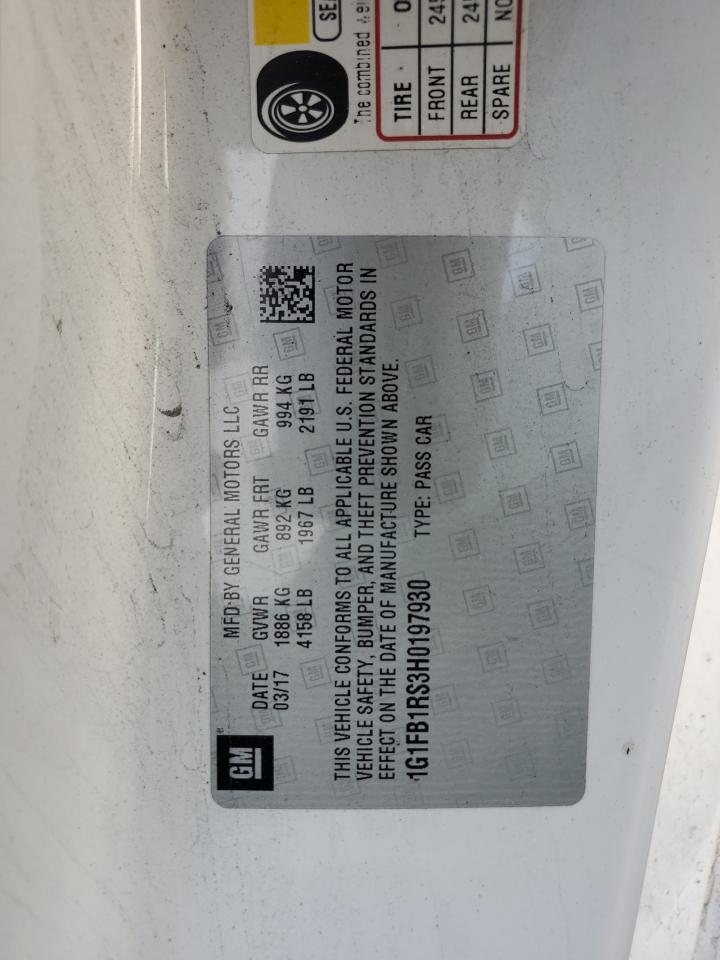 GM
MFD BY GENERAL MOTORS LLC
DATE GVWR GAWR FRT GAWR RR
03/17 1886 KG 892 KG 994 KG
4158 LB 1967 LB 2191 LB
THIS VEHICLE CONFORMS TO ALL APPLICABLE U.S. FEDERAL MOTOR
VEHICLE SAFETY, BUMPER, AND THEFT PREVENTION STANDARDS IN
EFFECT ON THE DATE OF MANUFACTURE SHOWN ABOVE.
1G1FB1RS3H0197930 TYPE: PASS CAR
The combined
TIRE
FRONT
REAR
SPARE